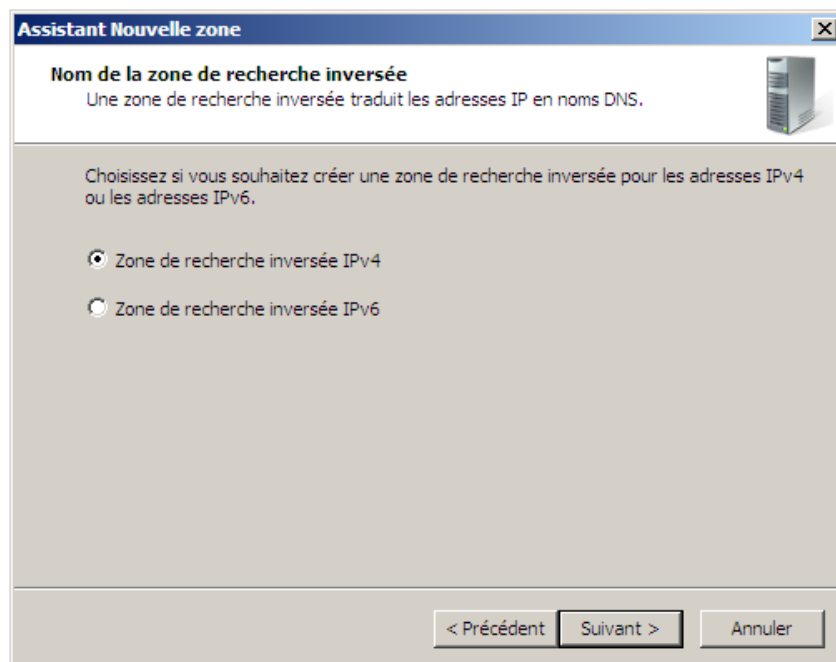 Assistant Nouvelle zone
Nom de la zone de recherche inversée
Une zone de recherche inversée traduit les adresses IP en noms DNS.
Choisissez si vous souhaitez créer une zone de recherche inversée pour les adresses IPv4
ou les adresses IPv6.
Zone de recherche inversée IPv4
Zone de recherche inversée IPv6
< Précédent Suivant > Annuler